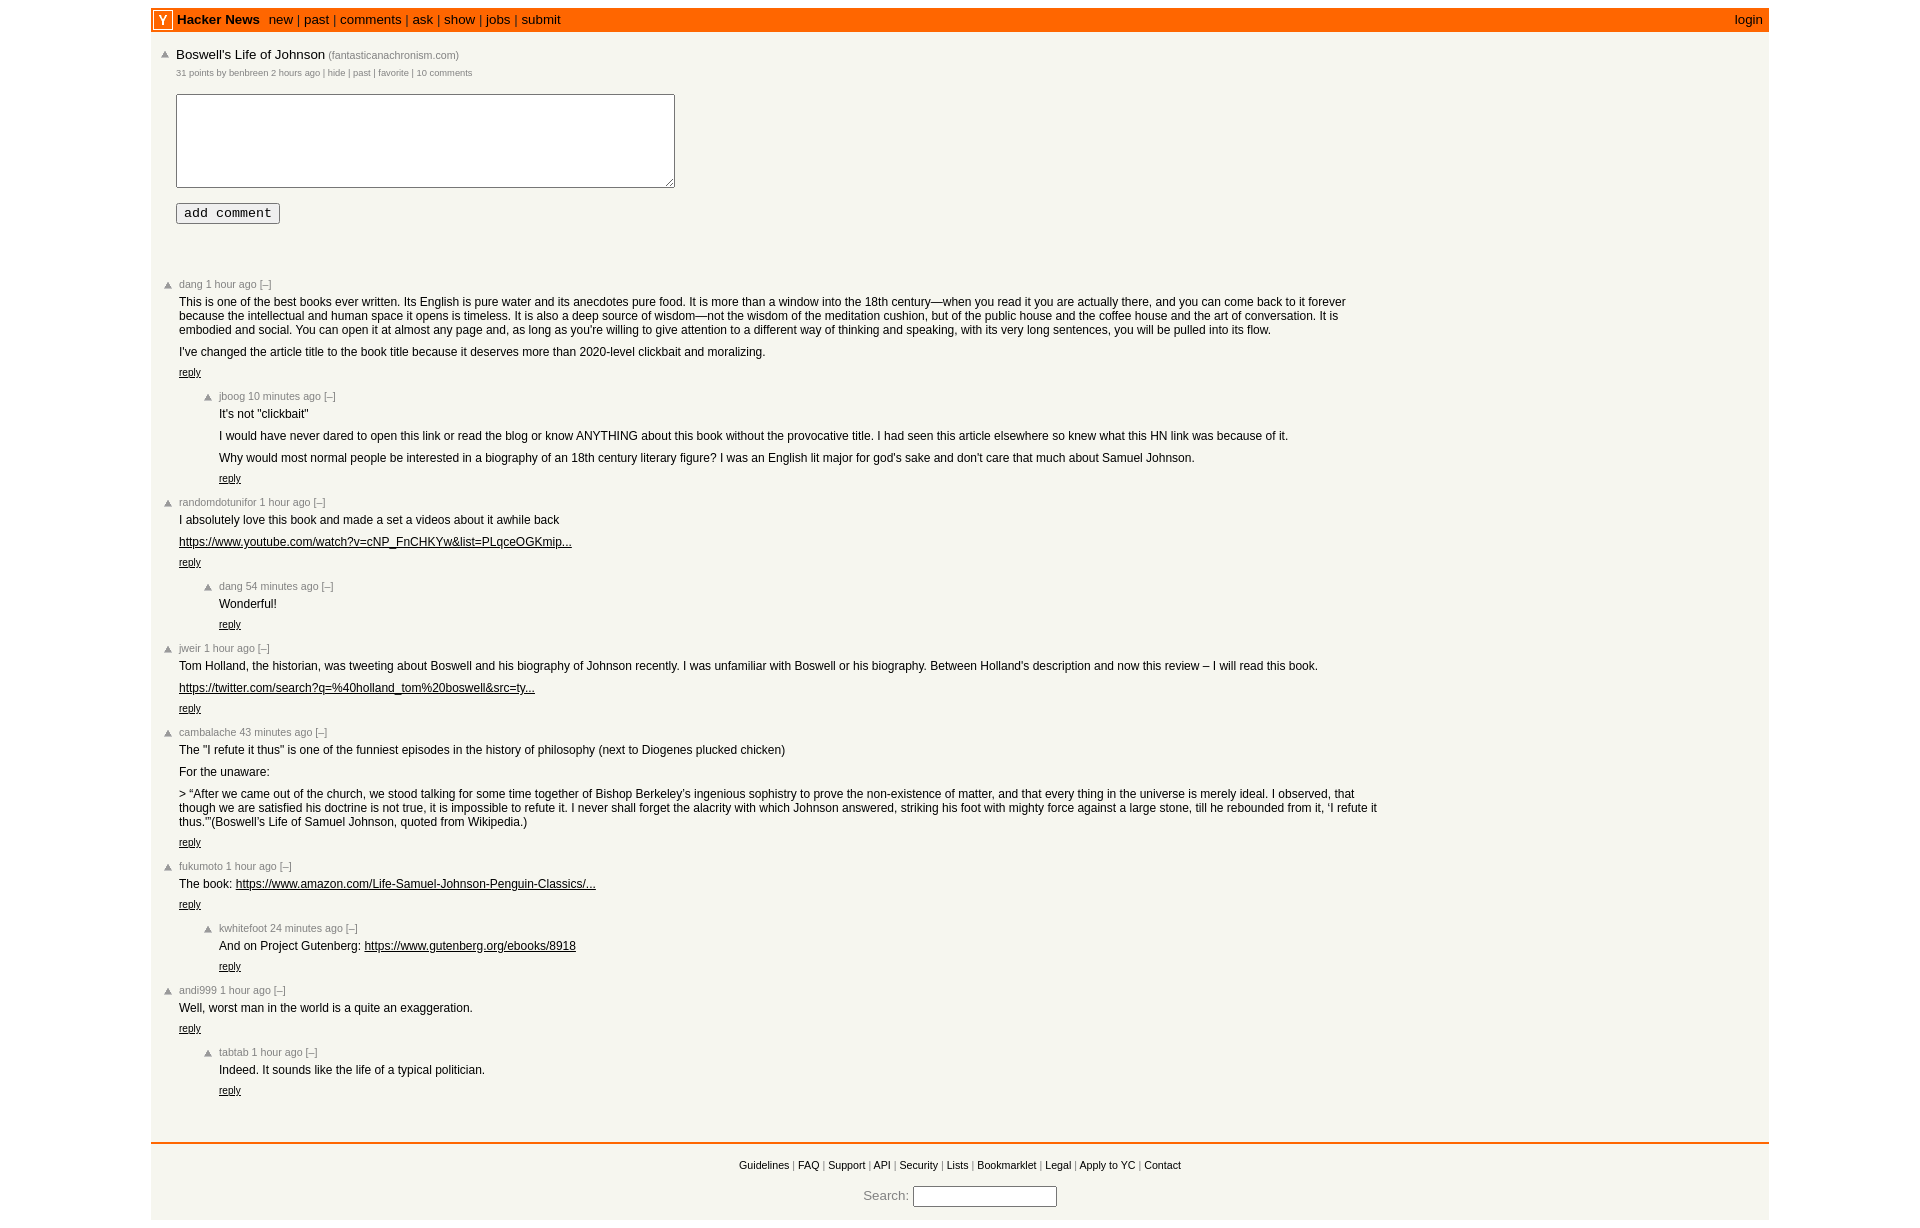 Y Hacker News new | past | comments | ask | show | jobs | submit login
Boswell's Life of Johnson (fantasticanachronism.com)
31 points by benbreen 2 hours ago | hide | past | favorite | 10 comments
add comment
dang 1 hour ago [–]
This is one of the best books ever written. Its English is pure water and its anecdotes pure food. It is more than a window into the 18th century—when you read it you are actually there, and you can come back to it forever
because the intellectual and human space it opens is timeless. It is also a deep source of wisdom—not the wisdom of the meditation cushion, but of the public house and the coffee house and the art of conversation. It is
embodied and social. You can open it at almost any page and, as long as you're willing to give attention to a different way of thinking and speaking, with its very long sentences, you will be pulled into its flow.
I've changed the article title to the book title because it deserves more than 2020-level clickbait and moralizing.
reply
jboog 10 minutes ago [–]
It's not "clickbait"
I would have never dared to open this link or read the blog or know ANYTHING about this book without the provocative title. I had seen this article elsewhere so knew what this HN link was because of it.
Why would most normal people be interested in a biography of an 18th century literary figure? I was an English lit major for god's sake and don't care that much about Samuel Johnson.
reply
randomdotunifor 1 hour ago [–]
I absolutely love this book and made a set a videos about it awhile back
https://www.youtube.com/watch?v=cNP_FnCHKYw&list=PLqceOGKmip...
reply
dang 54 minutes ago [–]
Wonderful!
reply
jweir 1 hour ago [–]
Tom Holland, the historian, was tweeting about Boswell and his biography of Johnson recently. I was unfamiliar with Boswell or his biography. Between Holland's description and now this review – I will read this book.
https://twitter.com/search?q=%40holland_tom%20boswell&src=ty...
reply
cambalache 43 minutes ago [–]
The "I refute it thus" is one of the funniest episodes in the history of philosophy (next to Diogenes plucked chicken)
For the unaware:
> “After we came out of the church, we stood talking for some time together of Bishop Berkeley’s ingenious sophistry to prove the non-existence of matter, and that every thing in the universe is merely ideal. I observed, that
though we are satisfied his doctrine is not true, it is impossible to refute it. I never shall forget the alacrity with which Johnson answered, striking his foot with mighty force against a large stone, till he rebounded from it, ‘I refute it
thus.’”(Boswell’s Life of Samuel Johnson, quoted from Wikipedia.)
reply
fukumoto 1 hour ago [–]
The book: https://www.amazon.com/Life-Samuel-Johnson-Penguin-Classics/...
reply
kwhitefoot 24 minutes ago [–]
And on Project Gutenberg: https://www.gutenberg.org/ebooks/8918
reply
andi999 1 hour ago [–]
Well, worst man in the world is a quite an exaggeration.
reply
tabtab 1 hour ago [–]
Indeed. It sounds like the life of a typical politician.
reply
Guidelines | FAQ | Support | API | Security | Lists | Bookmarklet | Legal | Apply to YC | Contact
Search: